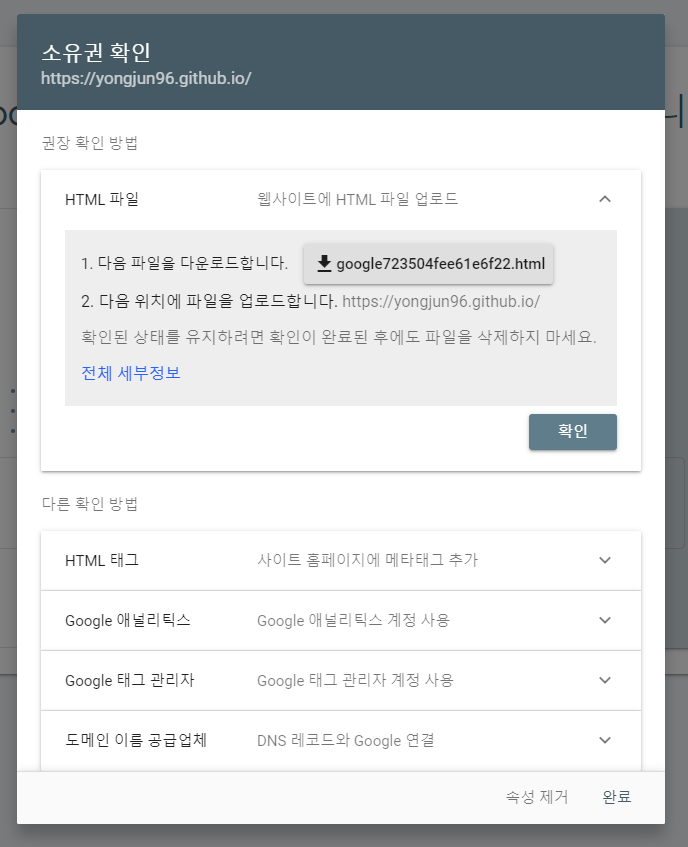 소유권 확인
https://yongjun96.github.io/
권장 확인 방법
HTML 파일 웹사이트에 HTML 파일 업로드
1. 다음 파일을 다운로드합니다. google723504fee61e6f22.html
2. 다음 위치에 파일을 업로드합니다. https://yongjun96.github.io/
확인된 상태를 유지하려면 확인이 완료된 후에도 파일을 삭제하지 마세요.
전체 세부정보
확인
다른 확인 방법
HTML 태그 사이트 홈페이지에 메타태그 추가
Google 애널리틱스 Google 애널리틱스 계정 사용
Google 태그 관리자 Google 태그 관리자 계정 사용
도메인 이름 공급업체 DNS 레코드와 Google 연결
속성 제거 완료